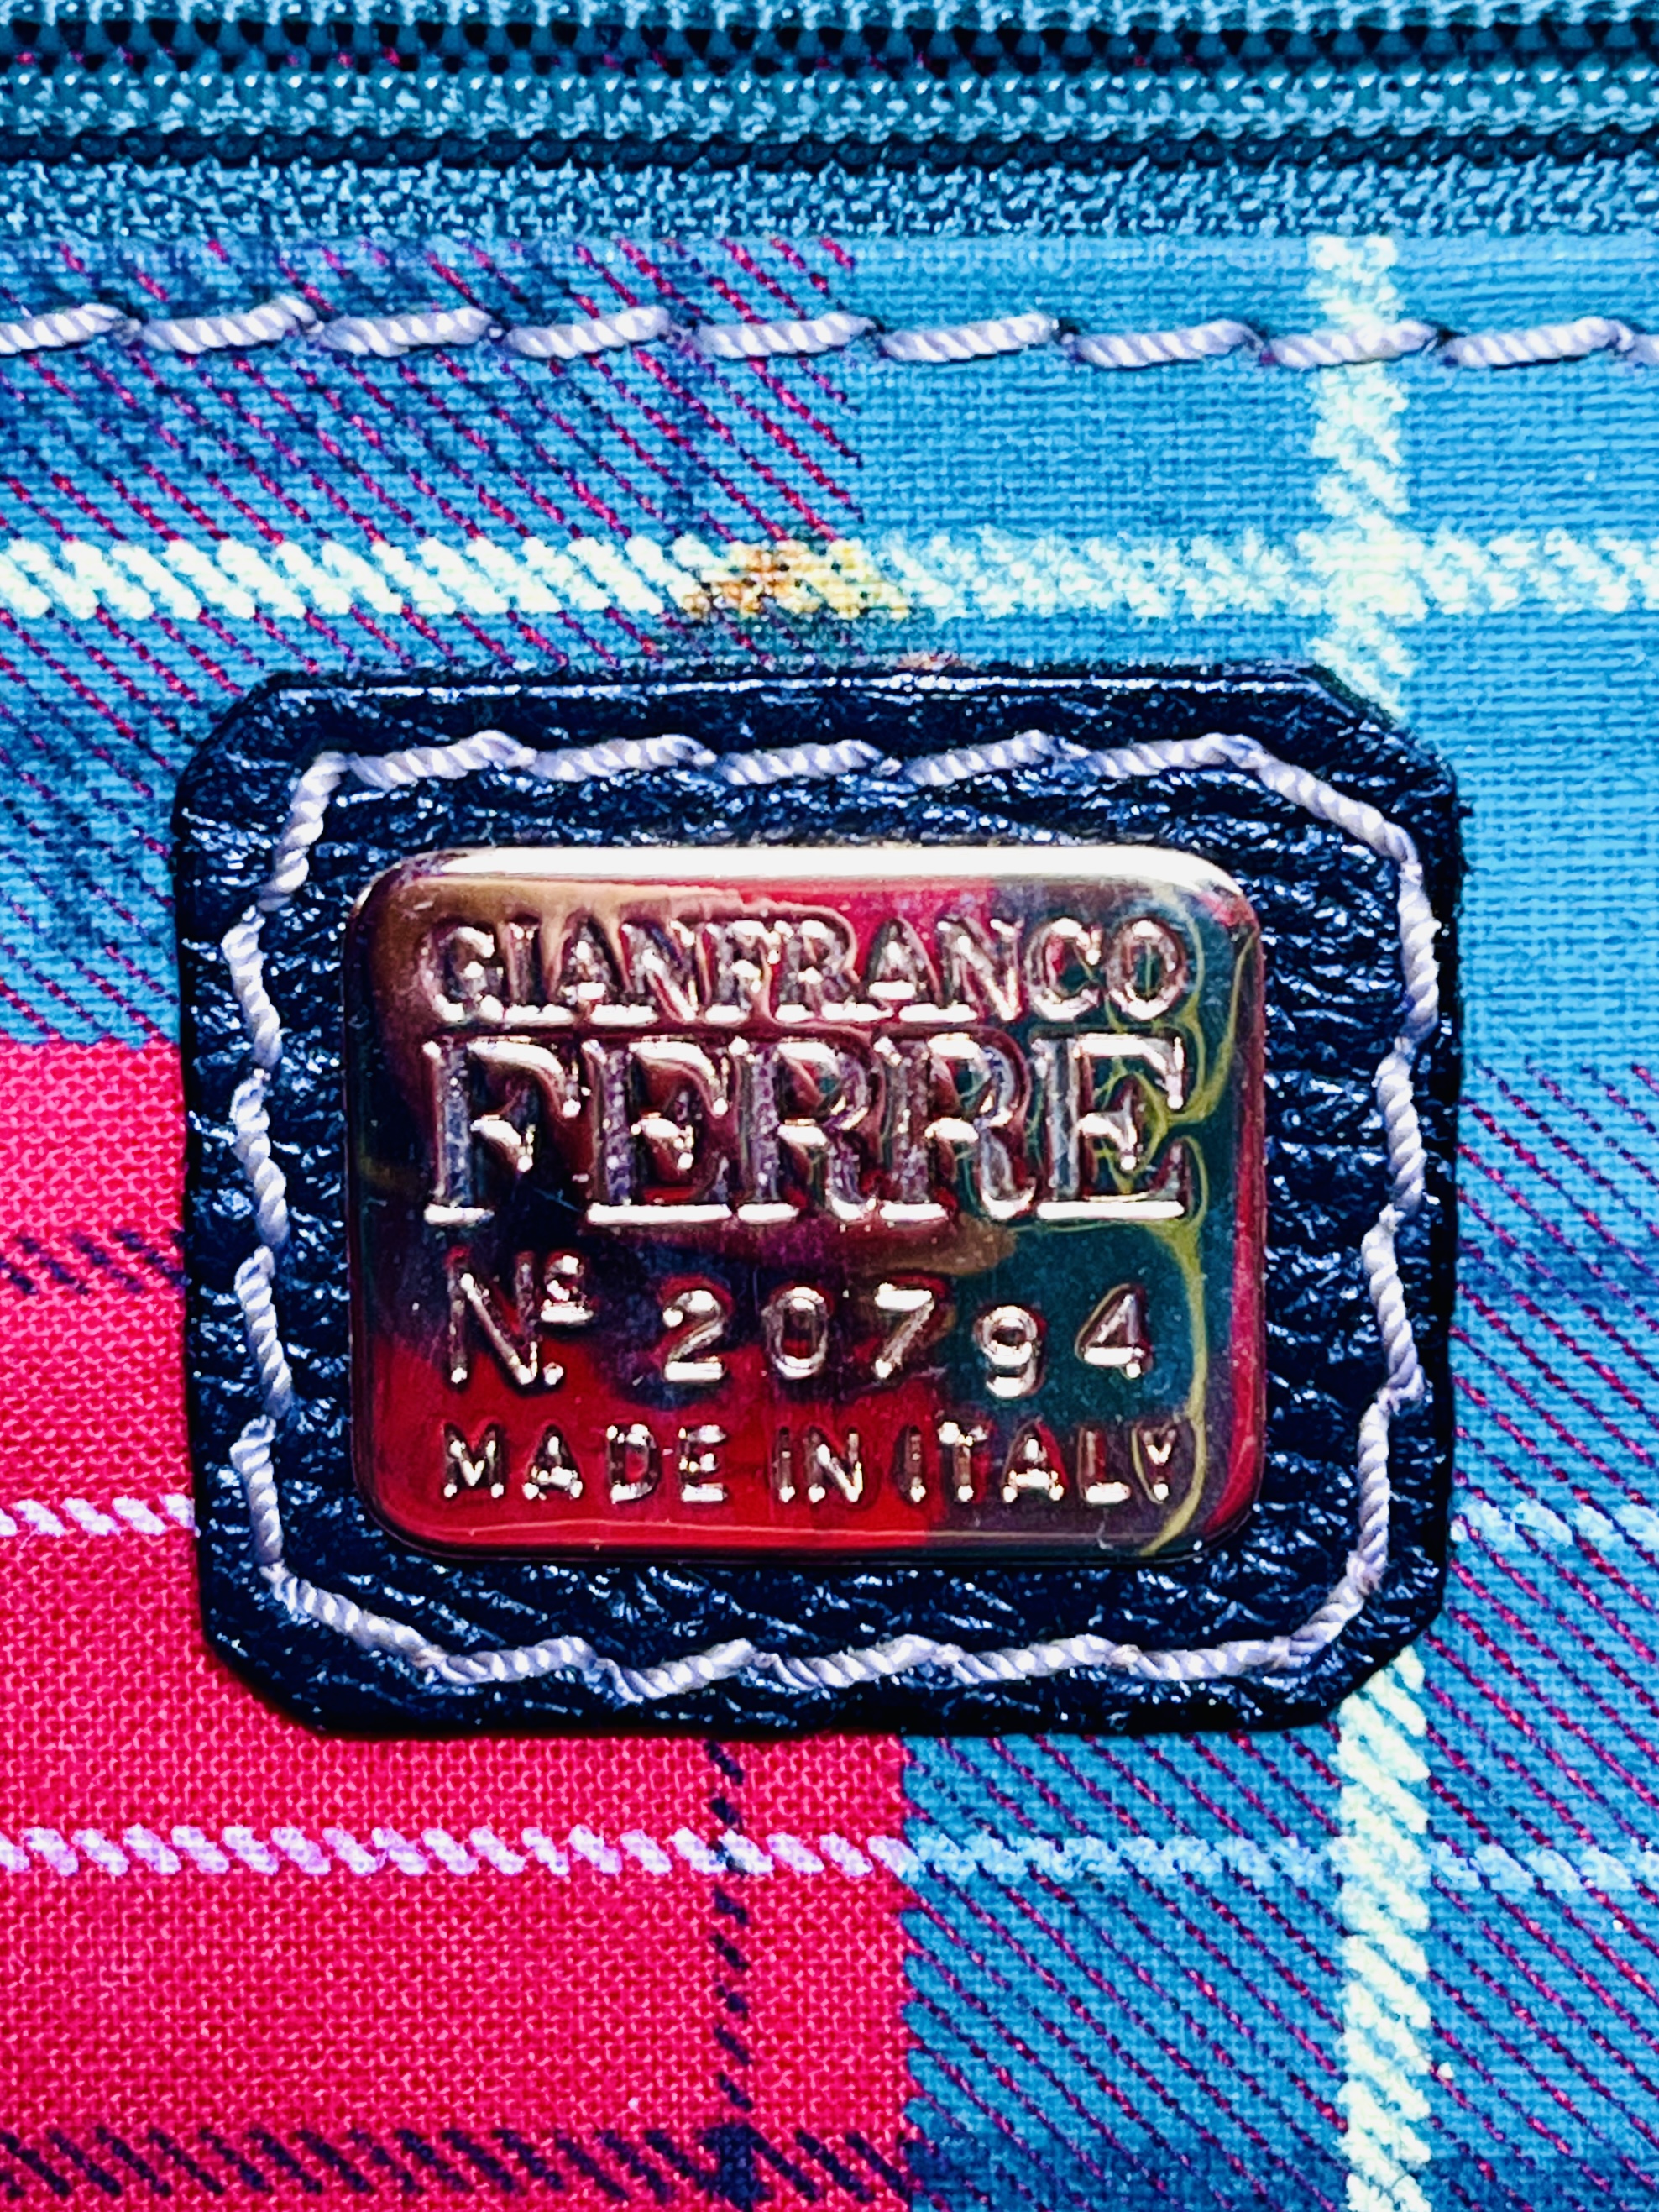 GIANFRANCO
FERRE
Nº. 20794
MADE IN ITALY